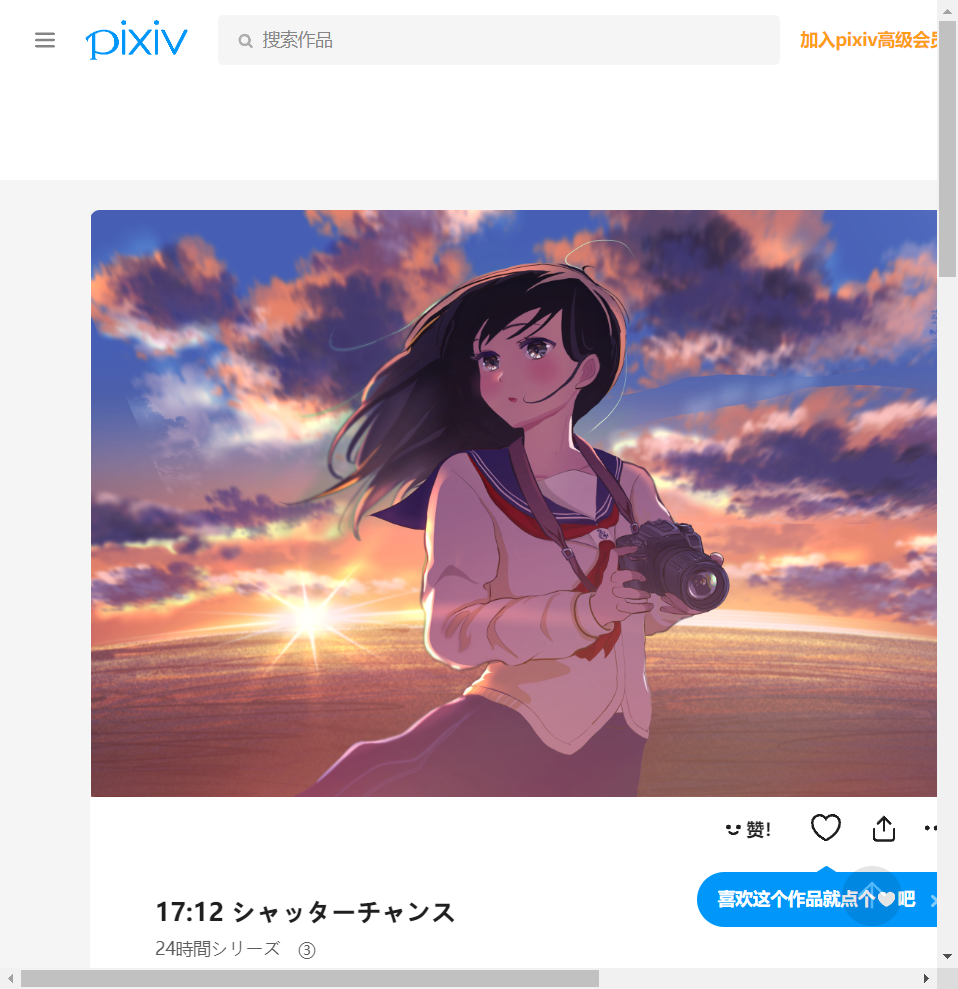 pixiv
搜索作品
加入pixiv高级会员
赞!
17:12 シャッターチャンス
喜欢这个作品就点个❤吧
24時間シリーズ ③